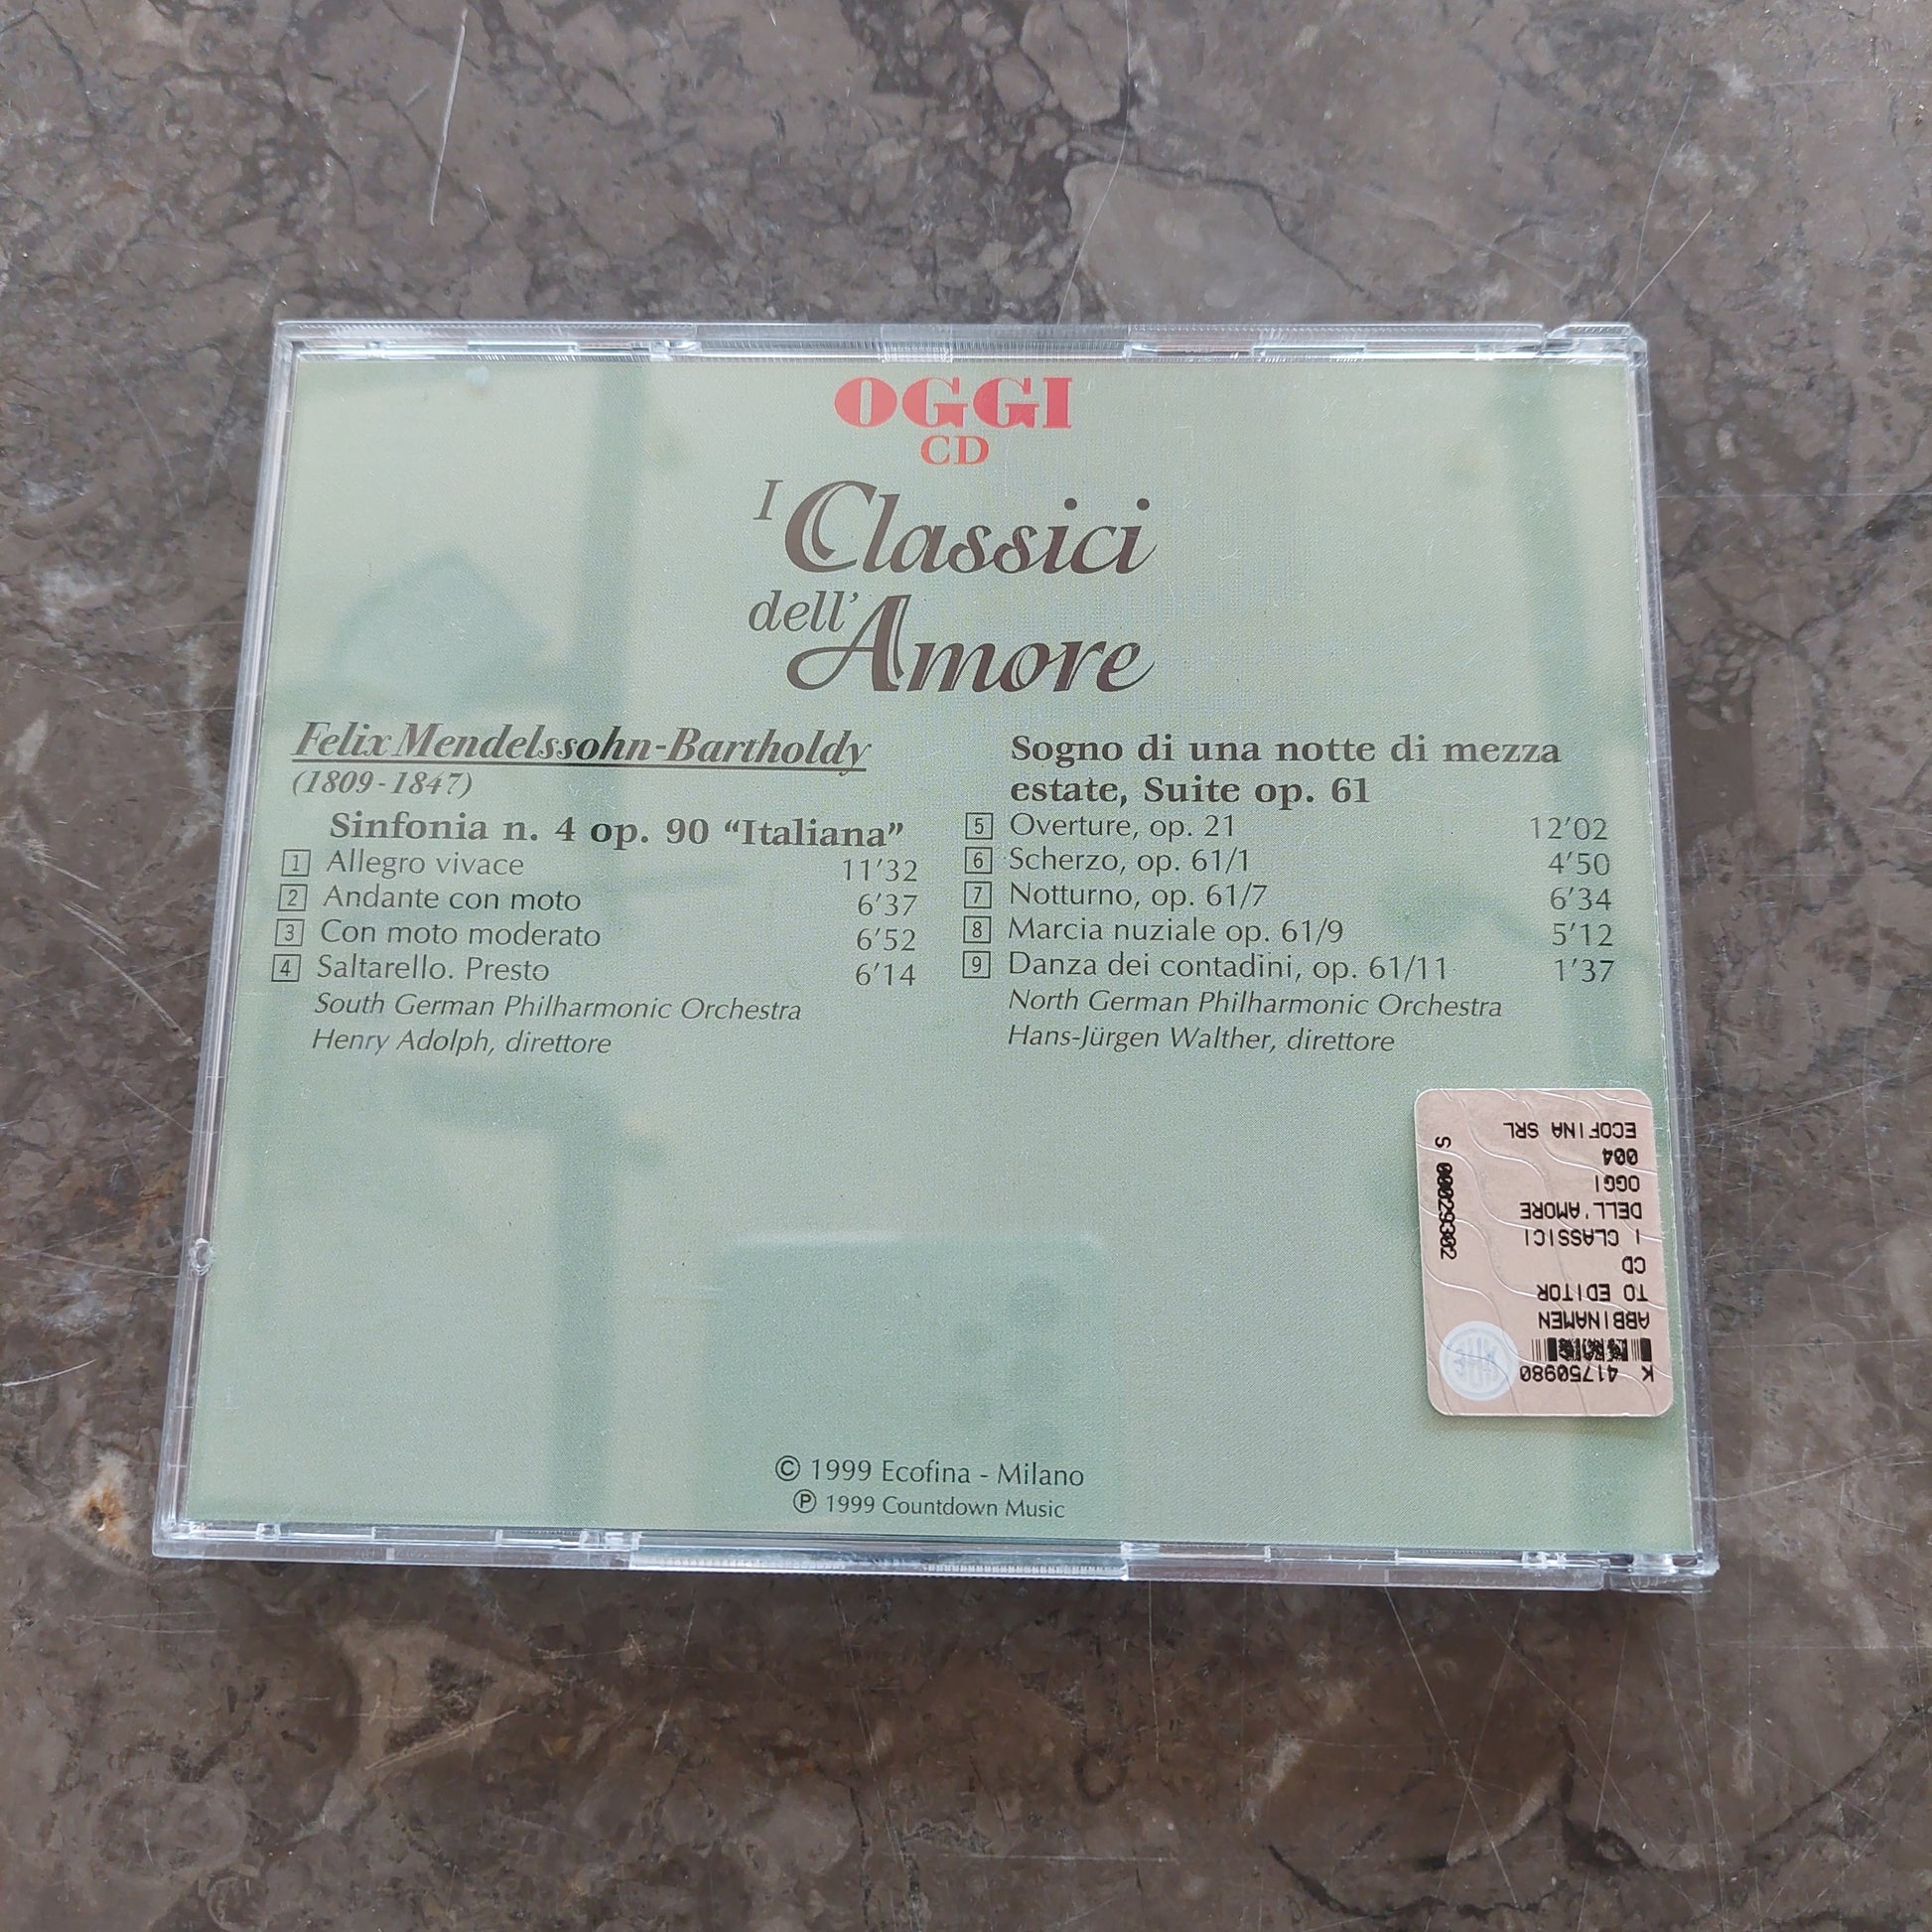 OGGI
CD
I Classici
dell'Amore
Felix Mendelssohn-Bartholdy
(1809-1847)
Sinfonia n. 4 op. 90 “Italiana”
1 Allegro vivace 11’32
2 Andante con moto 6’37
3 Con moto moderato 6’52
4 Saltarello. Presto 6’14
South German Philharmonic Orchestra
Henry Adolph, direttore
Sogno di una notte di mezza
estate, Suite op. 61
5 Overture, op. 21 12’02
6 Scherzo, op. 61/1 4’50
7 Notturno, op. 61/7 6’34
8 Marcia nuziale op. 61/9 5’12
9 Danza dei contadini, op. 61/11 1’37
North German Philharmonic Orchestra
Hans-Jürgen Walther, direttore
K 41750980
ABBINAMEN
TO EDITOR
CD
I CLASSICI
DELL'AMORE
OGGI
004
ECOFINA SRL
S 000029302
© 1999 Ecofina - Milano
℗ 1999 Countdown Music